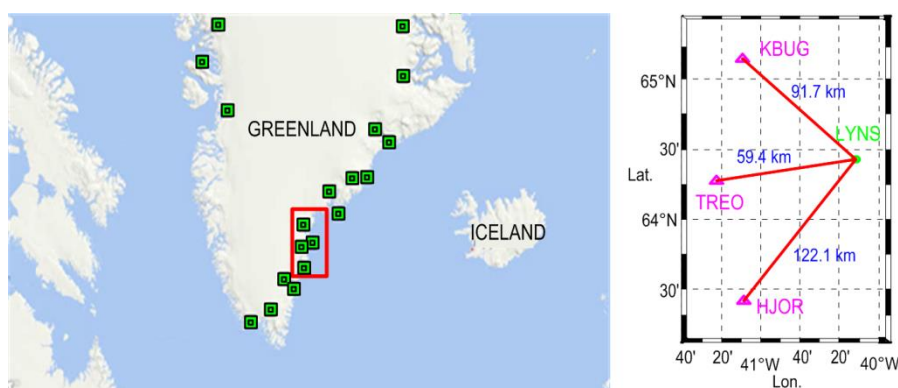 GREENLAND
ICELAND
KBUG
65°N
91.7 km
LYNS
30'
59.4 km
Lat.
TREO
64°N
122.1 km
30'
HJOR
40' 20' 41°W 40' 20' 40°W
Lon.